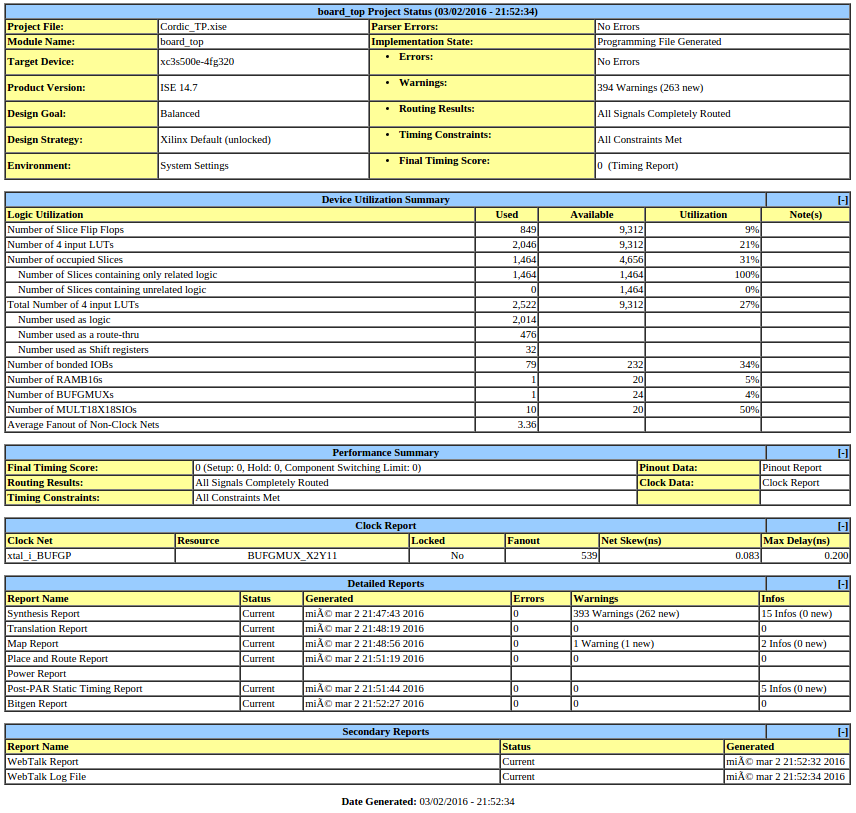 board_top Project Status (03/02/2016 - 21:52:34)
Project File: Cordic_TP.xise Parser Errors: No Errors
Module Name: board_top Implementation State: Programming File Generated
Target Device: xc3s500e-4fg320 • Errors: No Errors
Product Version: ISE 14.7 • Warnings: 394 Warnings (263 new)
Design Goal: Balanced • Routing Results: All Signals Completely Routed
Design Strategy: Xilinx Default (unlocked) • Timing Constraints: All Constraints Met
Environment: System Settings • Final Timing Score: 0 (Timing Report)
Device Utilization Summary [-]
Logic Utilization Used Available Utilization Note(s)
Number of Slice Flip Flops 849 9,312 9%
Number of 4 input LUTs 2,046 9,312 21%
Number of occupied Slices 1,464 4,656 31%
Number of Slices containing only related logic 1,464 1,464 100%
Number of Slices containing unrelated logic 0 1,464 0%
Total Number of 4 input LUTs 2,522 9,312 27%
Number used as logic 2,014
Number used as a route-thru 476
Number used as Shift registers 32
Number of bonded IOBs 79 232 34%
Number of RAMB16s 1 20 5%
Number of BUFGMUXs 1 24 4%
Number of MULT18X18SIOs 10 20 50%
Average Fanout of Non-Clock Nets 3.36
Performance Summary [-]
Final Timing Score: 0 (Setup: 0, Hold: 0, Component Switching Limit: 0) Pinout Data: Pinout Report
Routing Results: All Signals Completely Routed Clock Data: Clock Report
Timing Constraints: All Constraints Met
Clock Report [-]
Clock Net Resource Locked Fanout Net Skew(ns) Max Delay(ns)
xtal_i_BUFGP BUFGMUX_X2Y11 No 539 0.083 0.200
Detailed Reports [-]
Report Name Status Generated Errors Warnings Infos
Synthesis Report Current miÃ© mar 2 21:47:43 2016 0 393 Warnings (262 new) 15 Infos (0 new)
Translation Report Current miÃ© mar 2 21:48:19 2016 0 0 0
Map Report Current miÃ© mar 2 21:48:56 2016 0 1 Warning (1 new) 2 Infos (0 new)
Place and Route Report Current miÃ© mar 2 21:51:19 2016 0 0 0
Power Report
Post-PAR Static Timing Report Current miÃ© mar 2 21:51:44 2016 0 0 5 Infos (0 new)
Bitgen Report Current miÃ© mar 2 21:52:27 2016 0 0 0
Secondary Reports [-]
Report Name Status Generated
WebTalk Report Current miÃ© mar 2 21:52:32 2016
WebTalk Log File Current miÃ© mar 2 21:52:34 2016
Date Generated: 03/02/2016 - 21:52:34